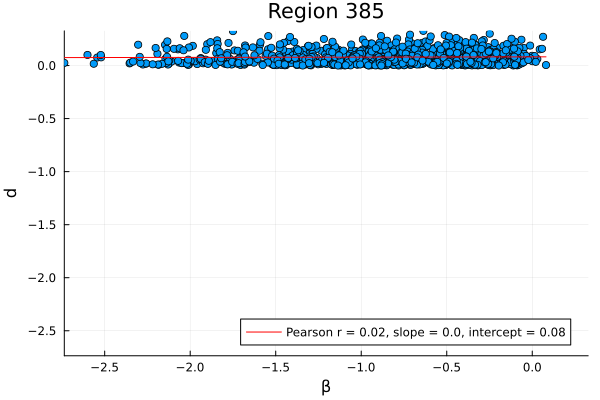 Region 385
d
0.0
−0.5
−1.0
−1.5
−2.0
−2.5
Pearson r = 0.02, slope = 0.0, intercept = 0.08
−2.5 −2.0 −1.5 −1.0 −0.5 0.0
β